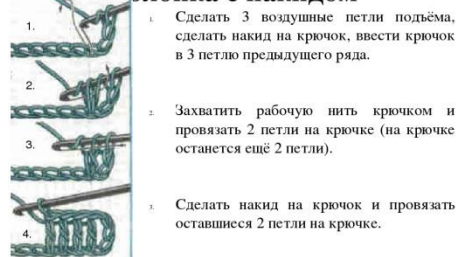 с накидом
1.
2.
3.
4.
1. Сделать 3 воздушные петли подъёма,
сделать накид на крючок, ввести крючок
в 3 петлю предыдущего ряда.
2. Захватить рабочую нить крючком и
провязать 2 петли на крючке (на крючке
останется ещё 2 петли).
3. Сделать накид на крючок и провязать
оставшиеся 2 петли на крючке.